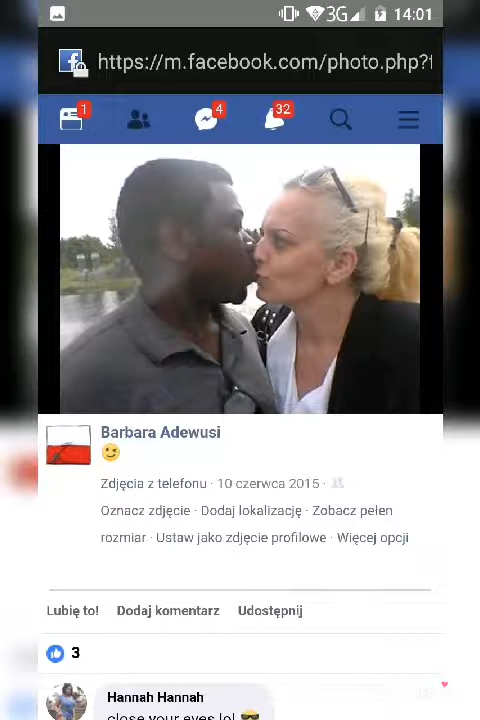 3G 14:01
https://m.facebook.com/photo.php?f
1 4 32
Barbara Adewusi
Zdjęcia z telefonu · 10 czerwca 2015 ·
Oznacz zdjęcie · Dodaj lokalizację · Zobacz pełen
rozmiar · Ustaw jako zdjęcie profilowe · Więcej opcji
Lubię to! Dodaj komentarz Udostępnij
3
Hannah Hannah
close your eyes lol